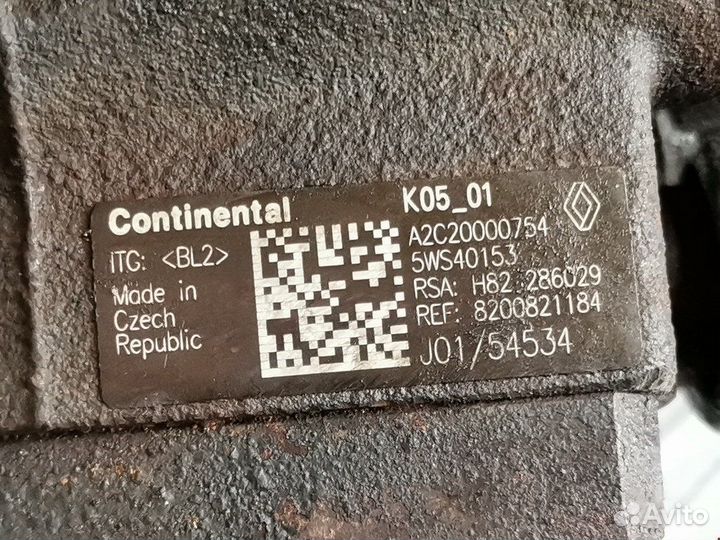 Continental
ITG: <BL2>
Made in
Czech
Republic
K05_01
A2C20000754
5WS40153
RSA: H82 286029
REF: 8200821184
J01/54534
Avito